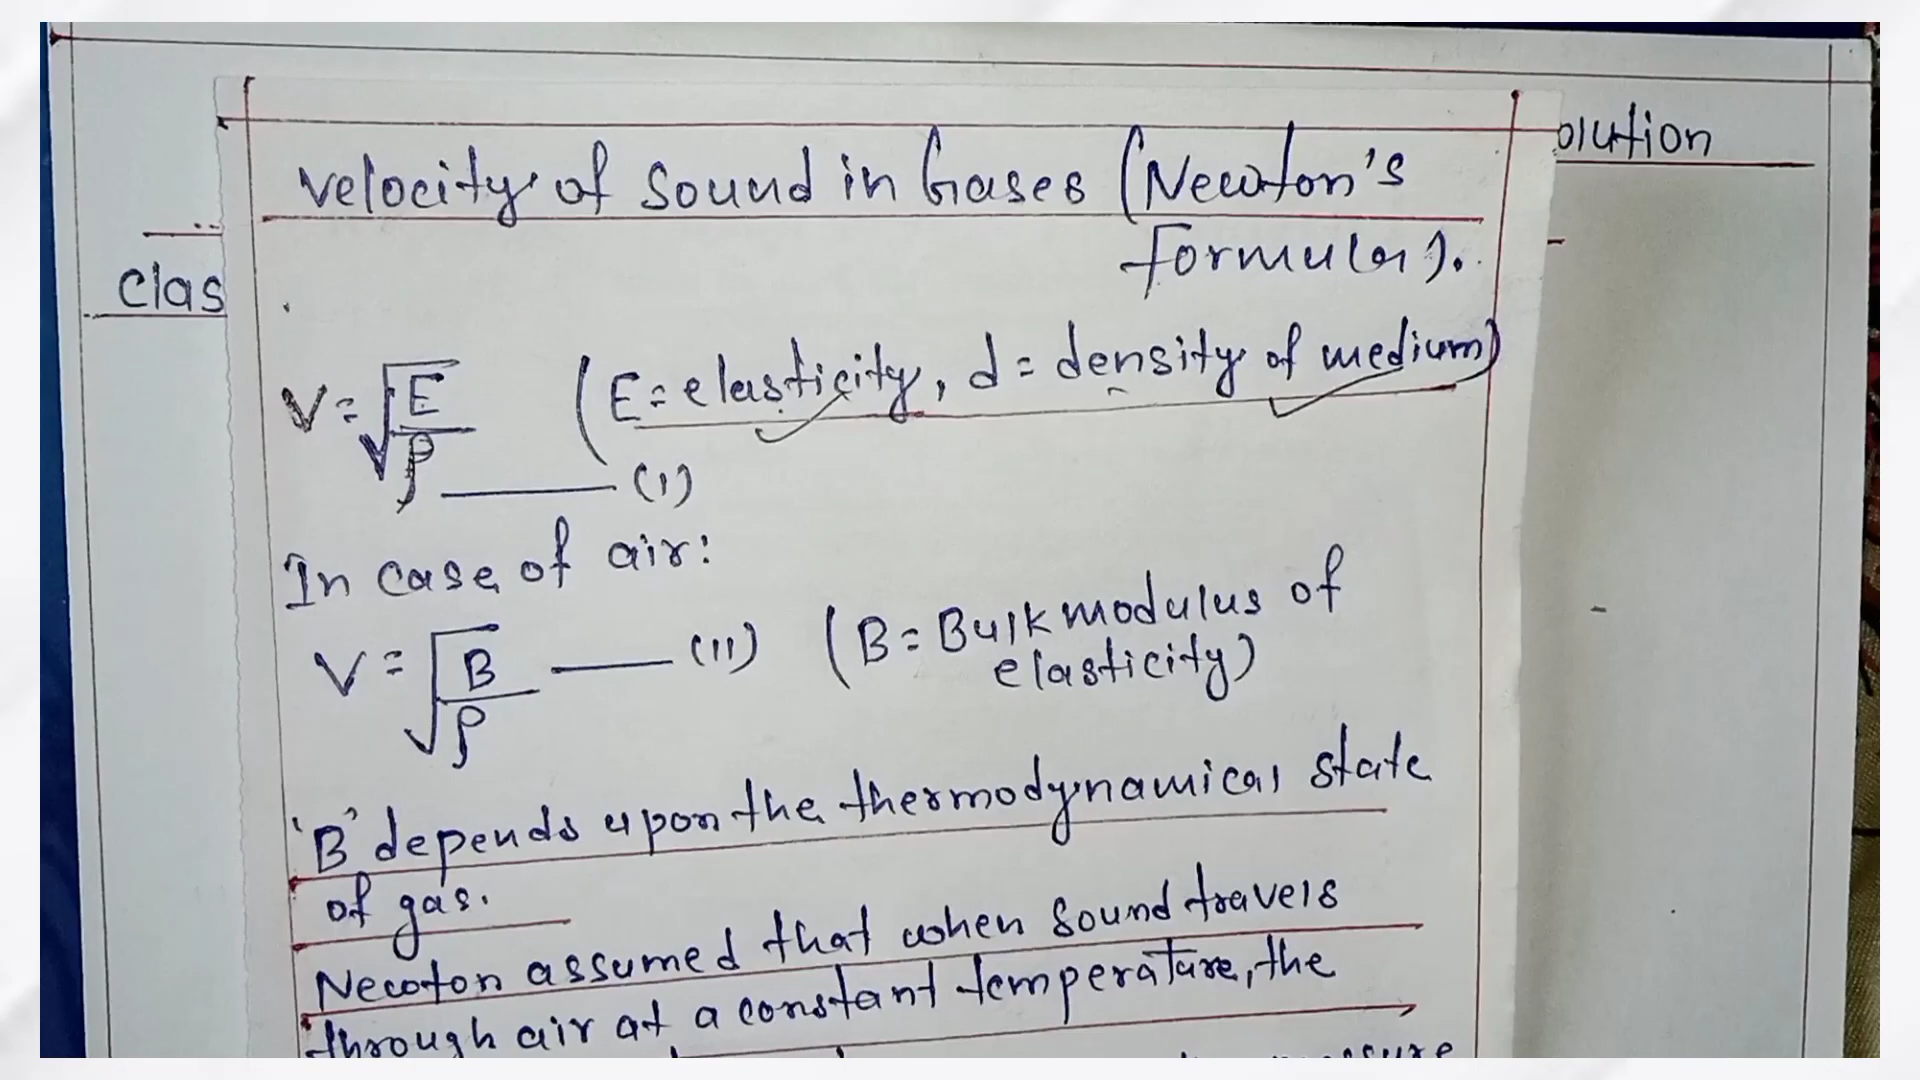 olution
Velocity of Sound in Gases (Newton's
Formula).
Clas
V = √E/ρ (E = elasticity, d = density of medium)
(I)
In case of air:
V = √B/ρ (II) (B = Bulk modulus of
elasticity)
'B' depends upon the thermodynamical state
of gas.
Newton assumed that when sound travels
through air at a constant temperature, the